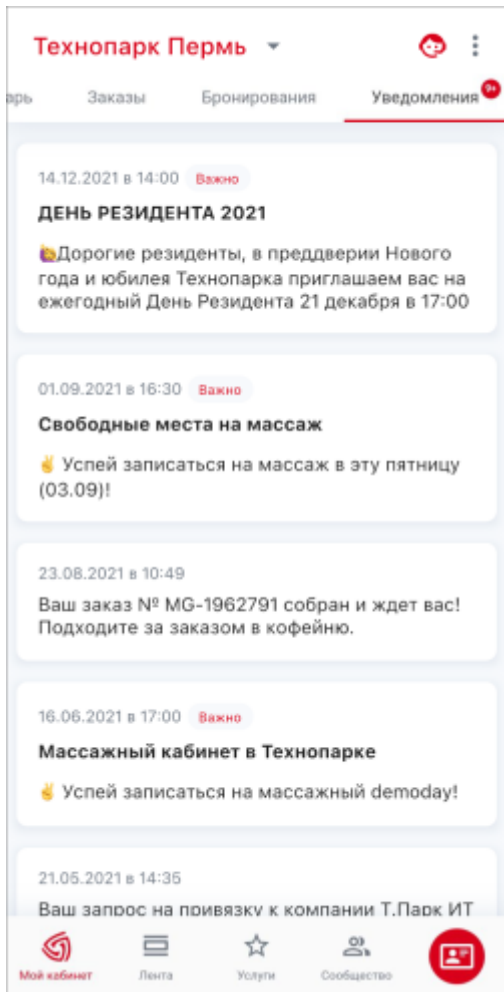 Технопарк Пермь
арь Заказы Бронирования Уведомления 9+
14.12.2021 в 14:00 Важно
ДЕНЬ РЕЗИДЕНТА 2021
🙋Дорогие резиденты, в преддверии Нового
года и юбилея Технопарка приглашаем вас на
ежегодный День Резидента 21 декабря в 17:00
01.09.2021 в 16:30 Важно
Свободные места на массаж
✌ Успей записаться на массаж в эту пятницу
(03.09)!
23.08.2021 в 10:49
Ваш заказ № MG-1962791 собран и ждет вас!
Подходите за заказом в кофейню.
16.06.2021 в 17:00 Важно
Массажный кабинет в Технопарке
✌ Успей записаться на массажный demoday!
21.05.2021 в 14:35
Ваш запрос на привязку к компании Т.Парк ИТ
Мой кабинет Лента Услуги Сообщество